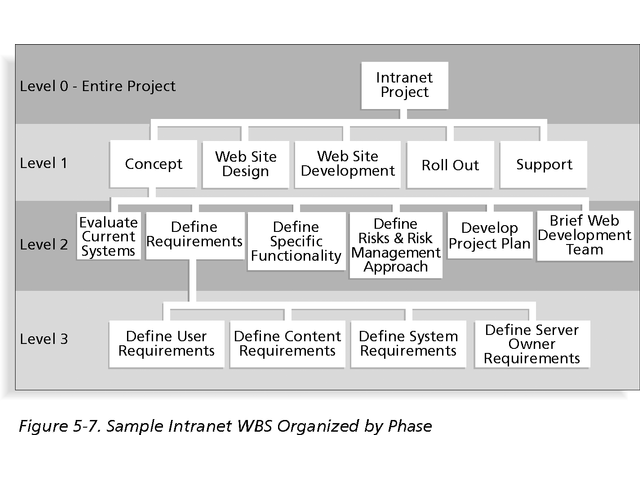 Level 0 - Entire Project
Intranet
Project
Level 1
Concept
Web Site
Design
Web Site
Development
Roll Out
Support
Level 2
Evaluate
Current
Systems
Define
Requirements
Define
Specific
Functionality
Define
Risks & Risk
Management
Approach
Develop
Project Plan
Brief Web
Development
Team
Level 3
Define User
Requirements
Define Content
Requirements
Define System
Requirements
Define Server
Owner
Requirements
Figure 5-7. Sample Intranet WBS Organized by Phase